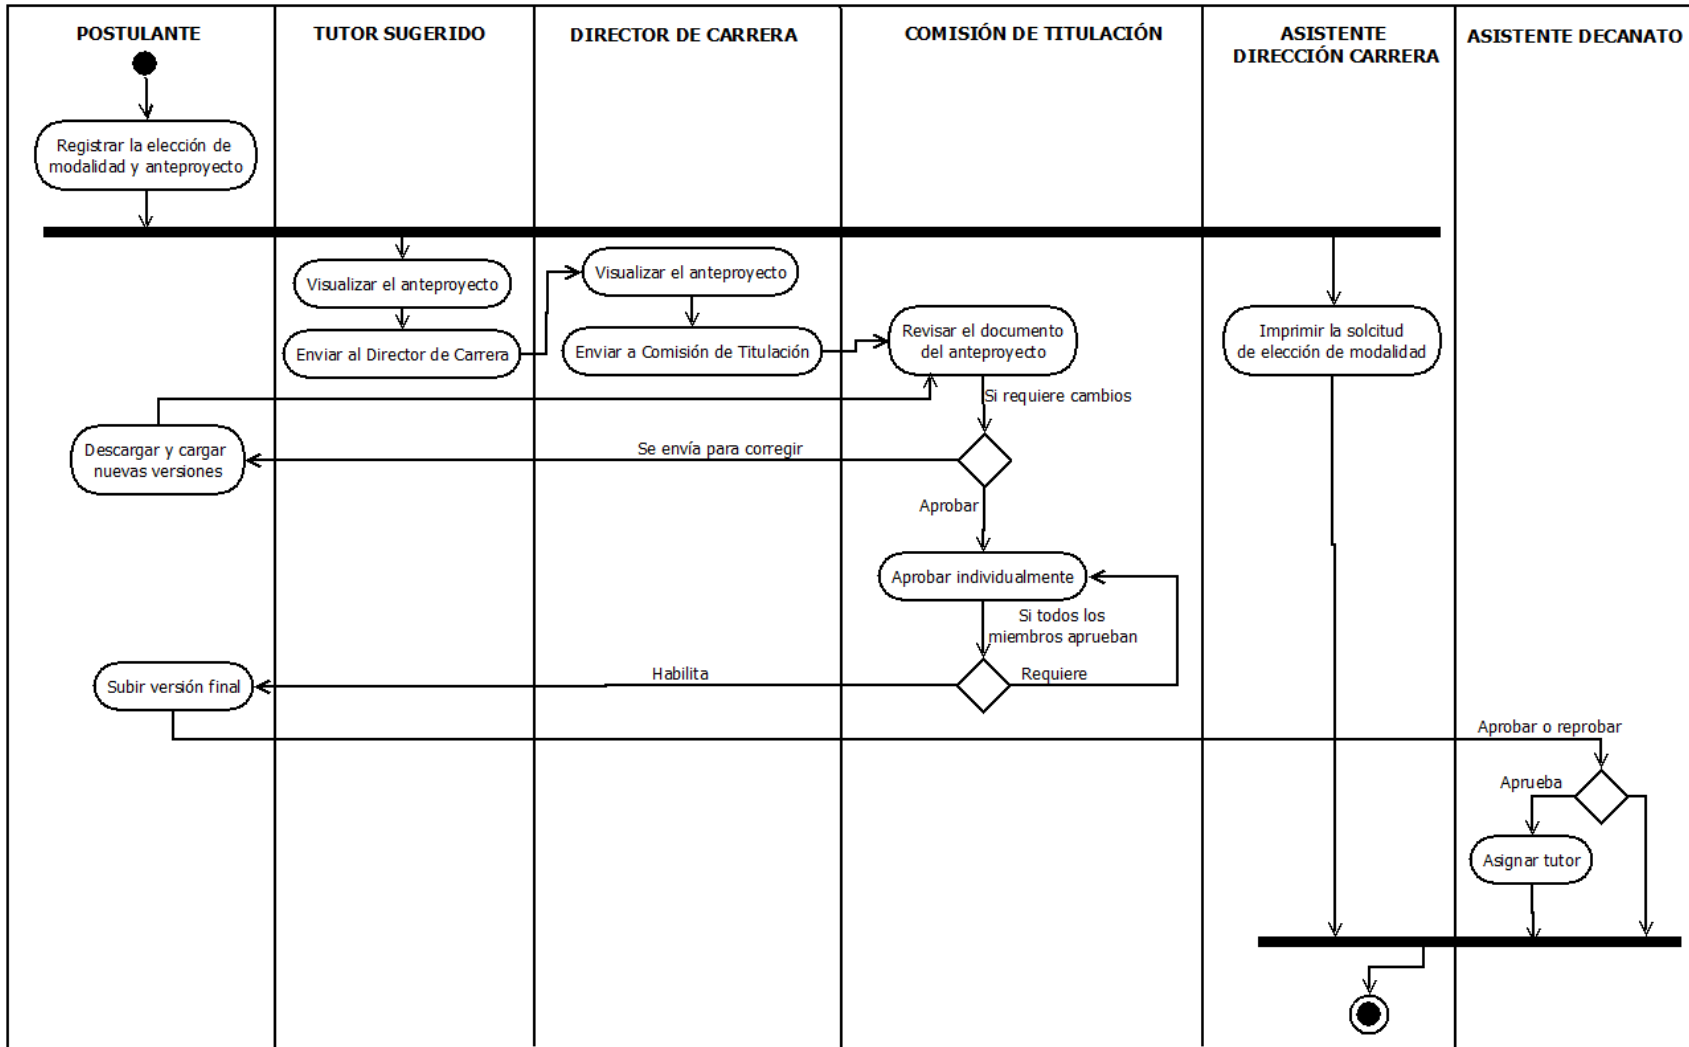 POSTULANTE
TUTOR SUGERIDO
DIRECTOR DE CARRERA
COMISIÓN DE TITULACIÓN
ASISTENTE
DIRECCIÓN CARRERA
ASISTENTE DECANATO
Registrar la elección de
modalidad y anteproyecto
Visualizar el anteproyecto
Visualizar el anteproyecto
Enviar al Director de Carrera
Enviar a Comisión de Titulación
Revisar el documento
del anteproyecto
Imprimir la solcitud
de elección de modalidad
Si requiere cambios
Descargar y cargar
nuevas versiones
Se envía para corregir
Aprobar
Aprobar individualmente
Si todos los
miembros aprueban
Subir versión final
Habilita
Requiere
Aprobar o reprobar
Aprueba
Asignar tutor